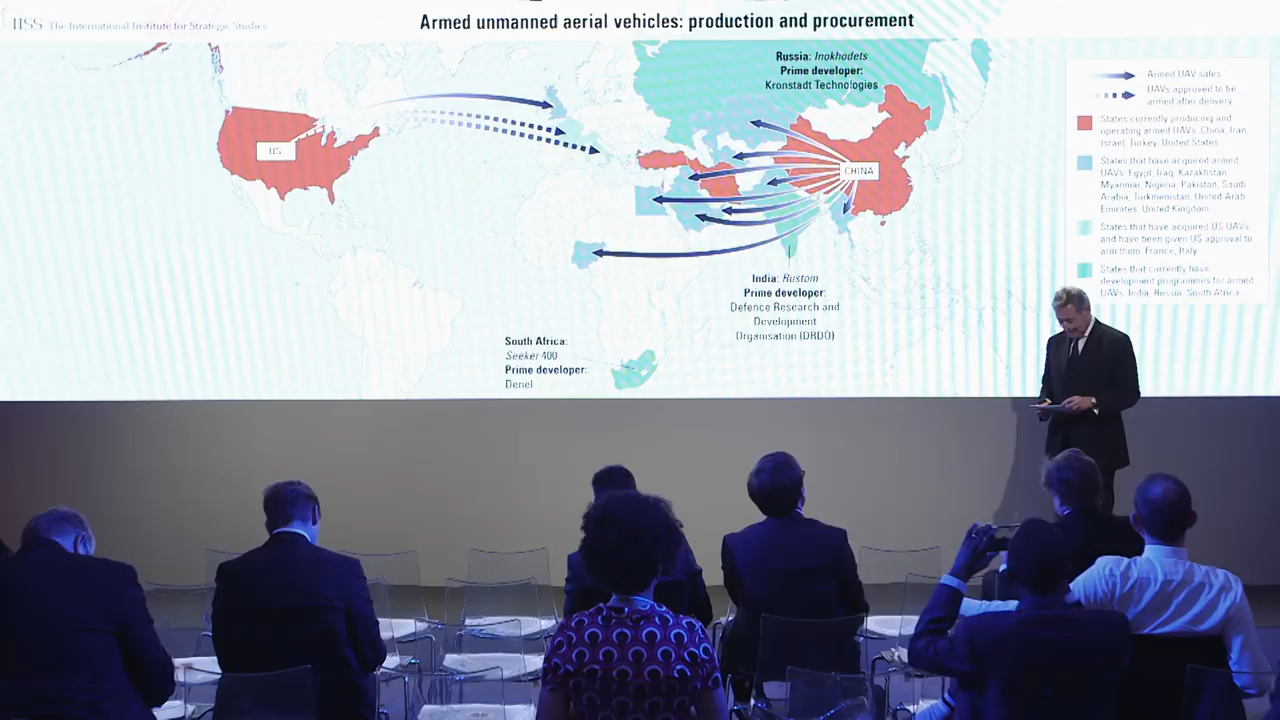 IISS The International Institute for Strategic Studies
Armed unmanned aerial vehicles: production and procurement
Russia: Inokhodets
Prime developer:
Kronstadt Technologies
US
CHINA
India: Rustom
Prime developer:
Defence Research and
Development
Organisation (DRDO)
South Africa:
Seeker 400
Prime developer:
Denel
Armed UAV sales
UAVs approved to be
armed after delivery
States currently producing and
operating armed UAVs: China, Iran,
Israel, Turkey, United States
States that have acquired armed
UAVs: Egypt, Iraq, Kazakhstan,
Myanmar, Nigeria, Pakistan, Saudi
Arabia, Turkmenistan, United Arab
Emirates, United Kingdom
States that have acquired US UAVs
and have been given US approval to
arm them: France, Italy
States that currently have
development programmes for armed
UAVs: India, Russia, South Africa